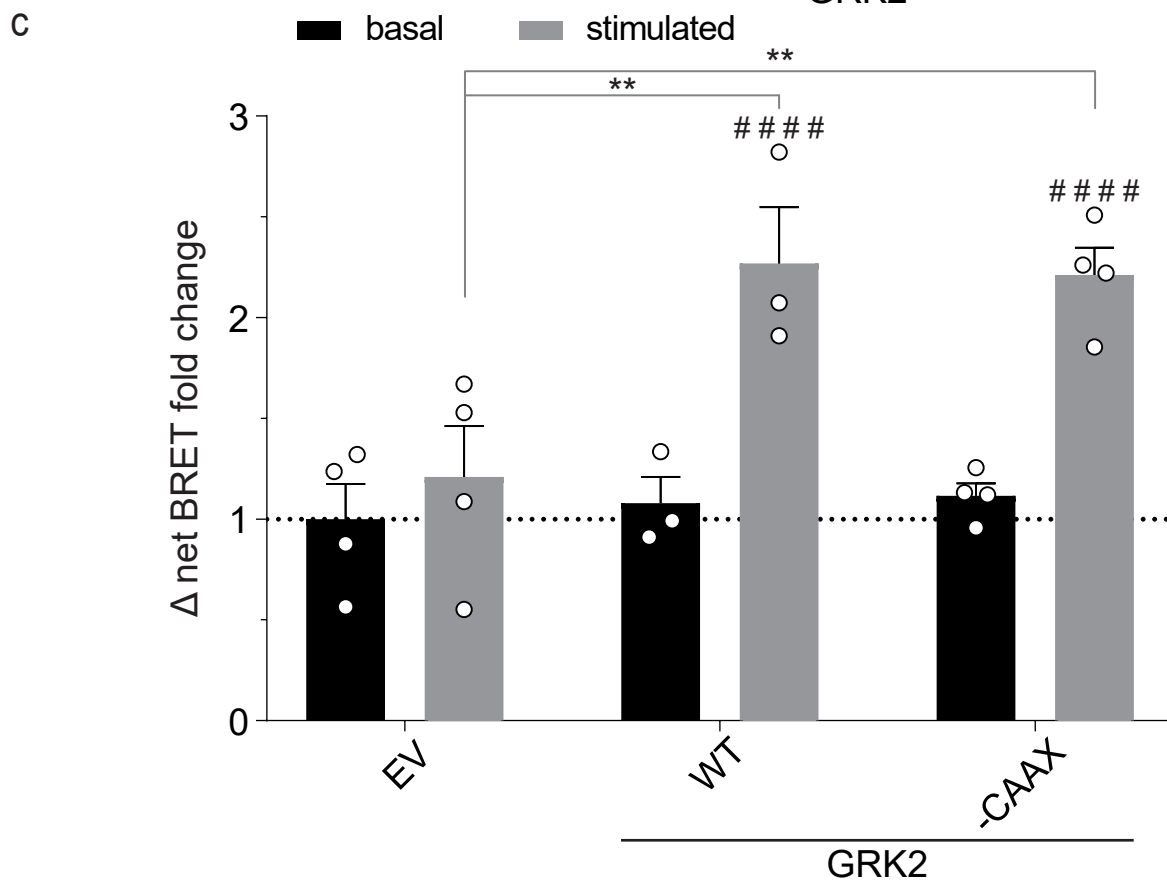 c
basal
stimulated
**
**
####
####
3
2
1
0
Δ net BRET fold change
EV
WT
-CAAX
GRK2